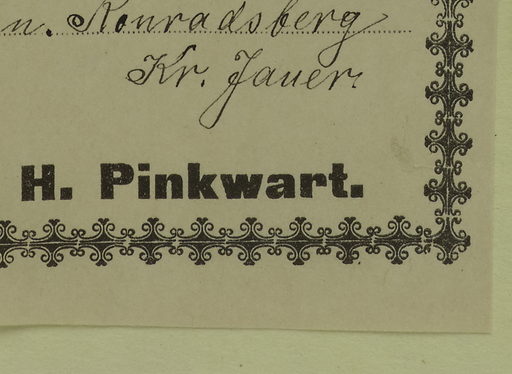 n. Konradsberg
Kr. Jauer.
H. Pinkwart.